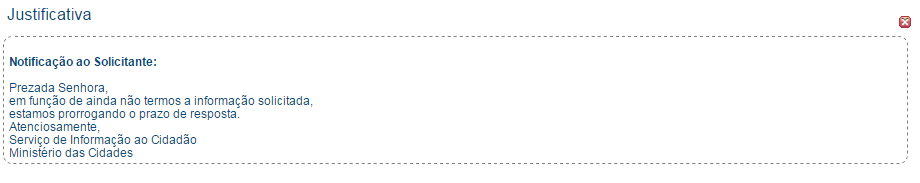 Justificativa
Notificação ao Solicitante:
Prezada Senhora,
em função de ainda não termos a informação solicitada,
estamos prorrogando o prazo de resposta.
Atenciosamente,
Serviço de Informação ao Cidadão
Ministério das Cidades